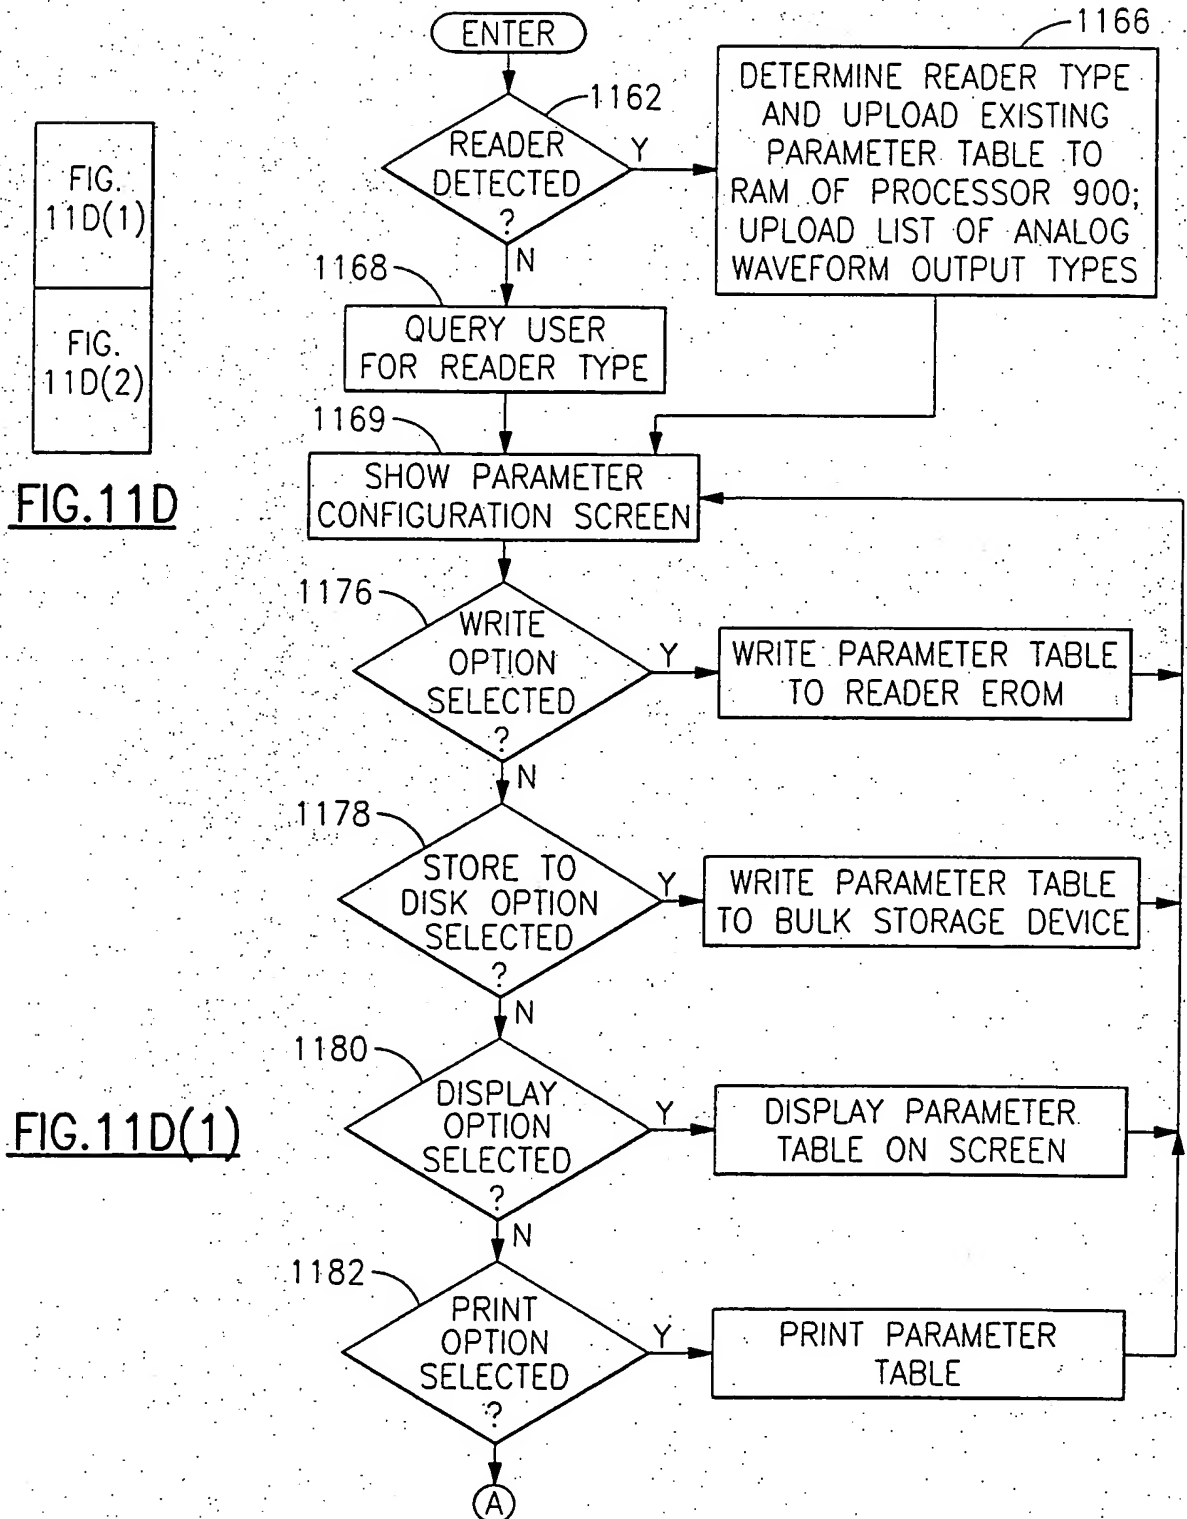 ENTER
1166
1162
READER
DETECTED
?
Y
N
DETERMINE READER TYPE
AND UPLOAD EXISTING
PARAMETER TABLE TO
RAM OF PROCESSOR 900;
UPLOAD LIST OF ANALOG
WAVEFORM OUTPUT TYPES
FIG.
11D(1)
FIG.
11D(2)
FIG.11D
1168
QUERY USER
FOR READER TYPE
1169
SHOW PARAMETER
CONFIGURATION SCREEN
1176
WRITE
OPTION
SELECTED
?
Y
N
WRITE PARAMETER TABLE
TO READER EROM
1178
STORE TO
DISK OPTION
SELECTED
?
Y
N
WRITE PARAMETER TABLE
TO BULK STORAGE DEVICE
1180
DISPLAY
OPTION
SELECTED
?
Y
N
DISPLAY PARAMETER
TABLE ON SCREEN
FIG.11D(1)
1182
PRINT
OPTION
SELECTED
?
Y
PRINT PARAMETER
TABLE
A